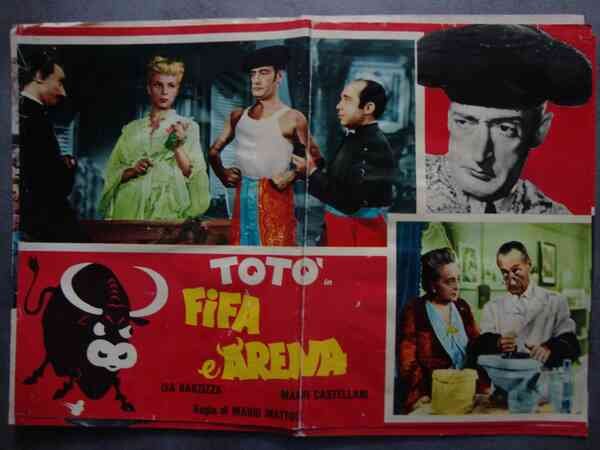 TOTO' in
FIFA
e ARENA
ISA BARZIZZA MARIO CASTELLANI
Regia di MARIO MATTOLI